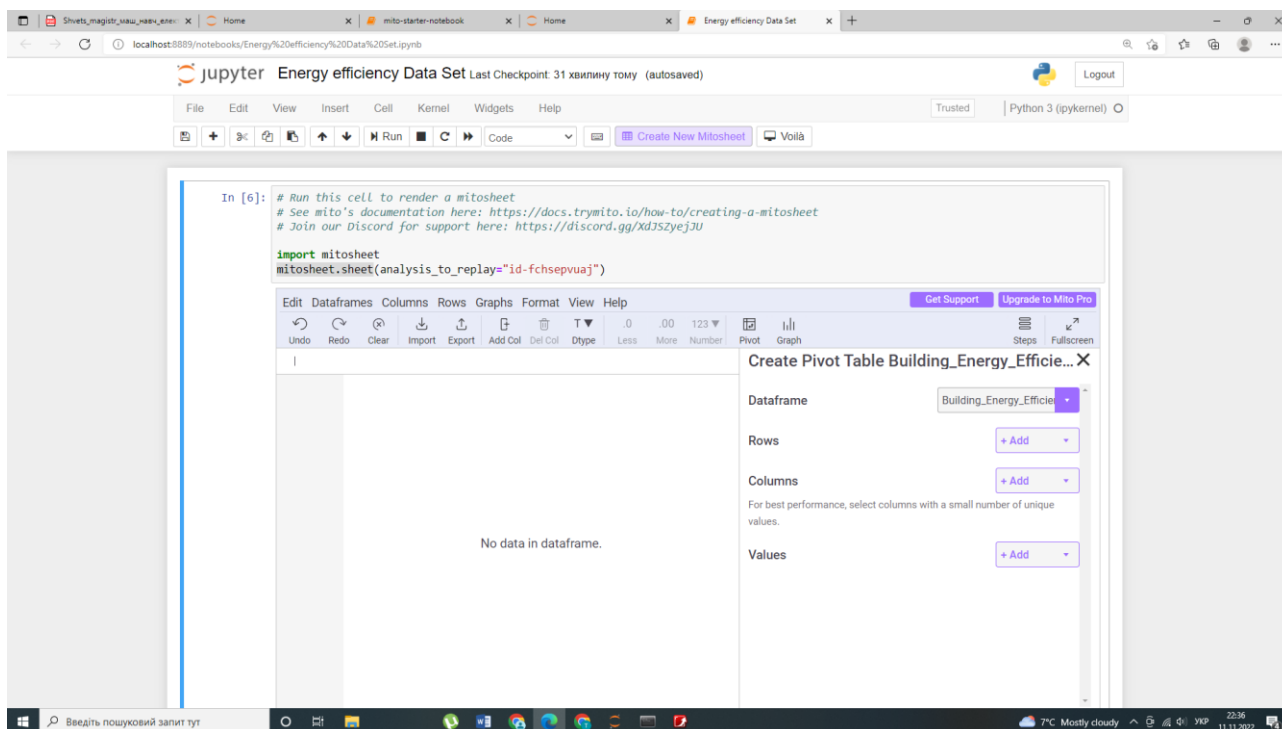 Shvets_magistr_маш_навч_елек
Home
mito-starter-notebook
Home
Energy efficiency Data Set
localhost:8889/notebooks/Energy%20efficiency%20Data%20Set.ipynb
jupyter Energy efficiency Data Set Last Checkpoint: 31 хвилину тому (autosaved)
Logout
File Edit View Insert Cell Kernel Widgets Help
Trusted Python 3 (ipykernel)
Run Code Create New Mitosheet Voilà
In [6]: # Run this cell to render a mitosheet
# See mito's documentation here: https://docs.trymito.io/how-to/creating-a-mitosheet
# Join our Discord for support here: https://discord.gg/XdJSZyejJU
import mitosheet
mitosheet.sheet(analysis_to_replay="id-fchsepvuaj")
Edit Dataframes Columns Rows Graphs Format View Help
Get Support Upgrade to Mito Pro
T .0 .00 123
Undo Redo Clear Import Export Add Col Del Col Dtype Less More Number Pivot Graph Steps Fullscreen
Create Pivot Table Building_Energy_Efficie...
Dataframe Building_Energy_Efficie
Rows + Add
Columns + Add
For best performance, select columns with a small number of unique
values.
No data in dataframe.
Values + Add
Введіть пошуковий запит тут
7°C Mostly cloudy УКР 22:36
11.11.2022